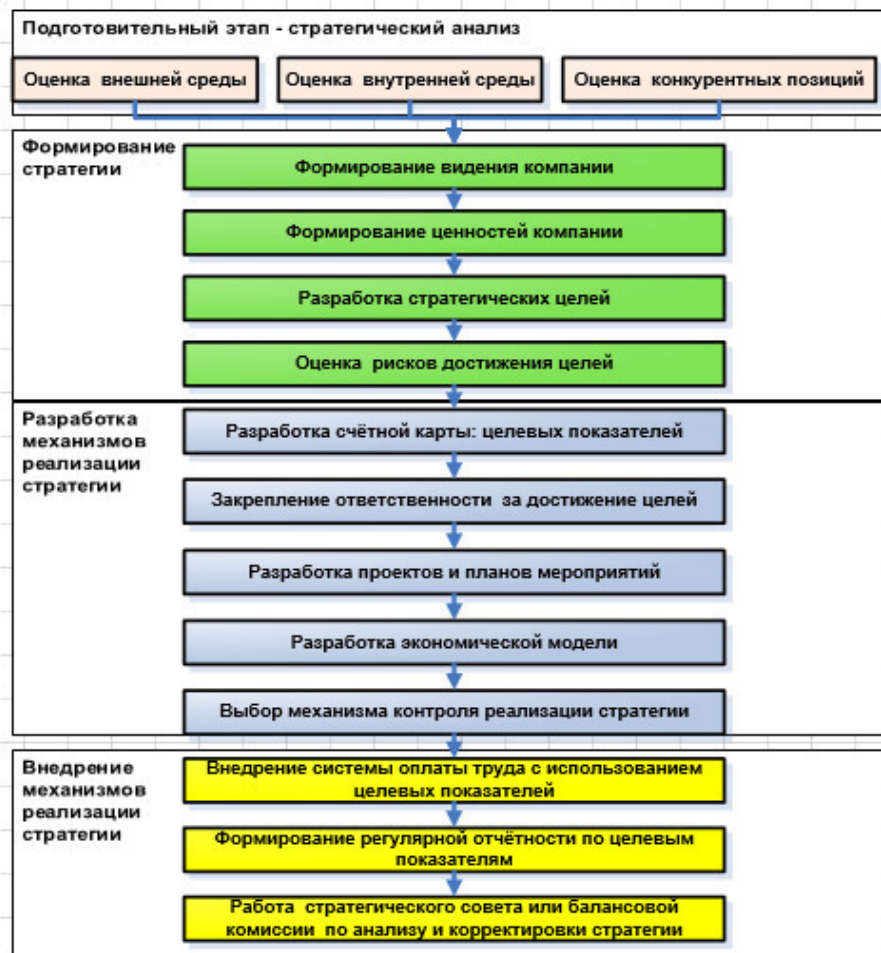 Подготовительный этап - стратегический анализ
Оценка внешней среды
Оценка внутренней среды
Оценка конкурентных позиций
Формирование
стратегии
Формирование видения компании
Формирование ценностей компании
Разработка стратегических целей
Оценка рисков достижения целей
Разработка
механизмов
реализации
стратегии
Разработка счётной карты: целевых показателей
Закрепление ответственности за достижение целей
Разработка проектов и планов мероприятий
Разработка экономической модели
Выбор механизма контроля реализации стратегии
Внедрение
механизмов
реализации
стратегии
Внедрение системы оплаты труда с использованием
целевых показателей
Формирование регулярной отчётности по целевым
показателям
Работа стратегического совета или балансовой
комиссии по анализу и корректировки стратегии